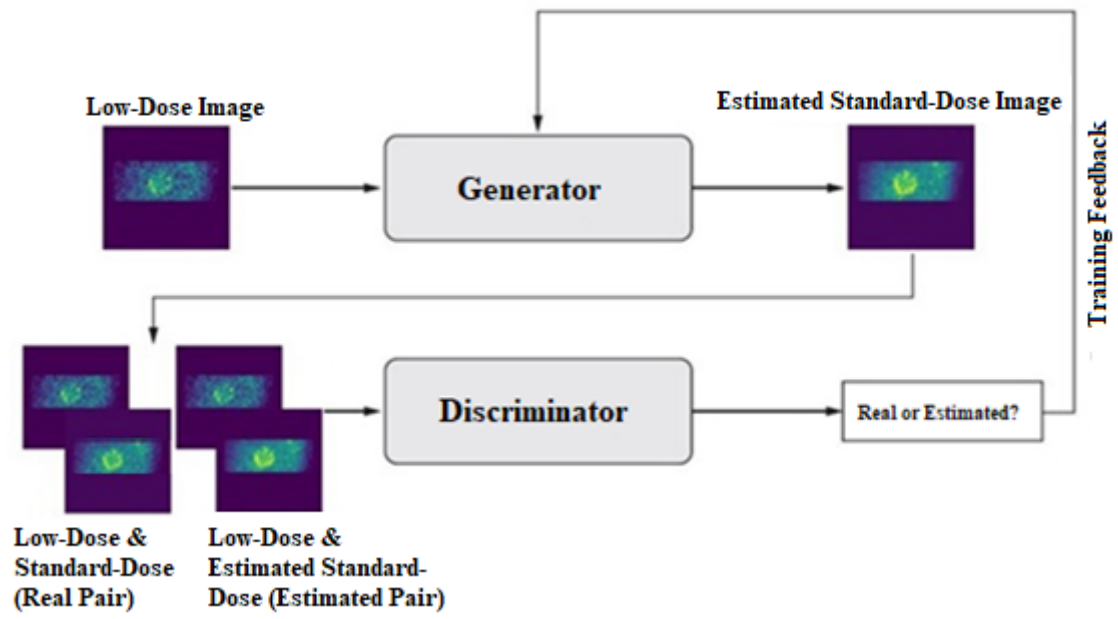 Low-Dose Image
Estimated Standard-Dose Image
Generator
Training Feedback
Discriminator
Real or Estimated?
Low-Dose &
Standard-Dose
(Real Pair)
Low-Dose &
Estimated Standard-
Dose (Estimated Pair)